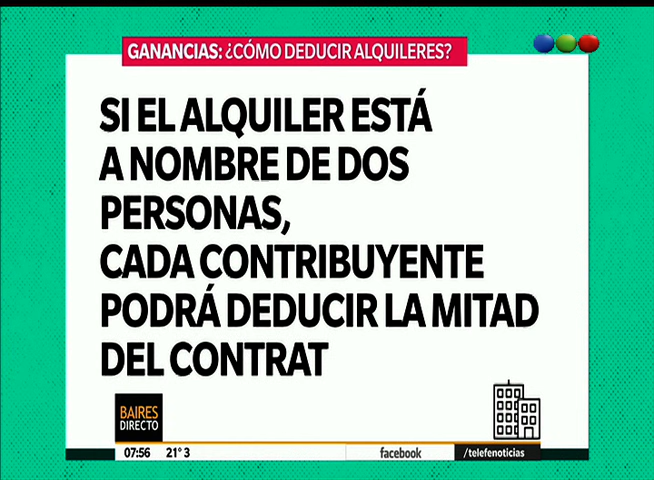 GANANCIAS: ¿CÓMO DEDUCIR ALQUILERES?
SI EL ALQUILER ESTÁ
A NOMBRE DE DOS
PERSONAS,
CADA CONTRIBUYENTE
PODRÁ DEDUCIR LA MITAD
DEL CONTRAT
BAIRES
DIRECTO
07:56 21° 3 facebook /telefenoticias